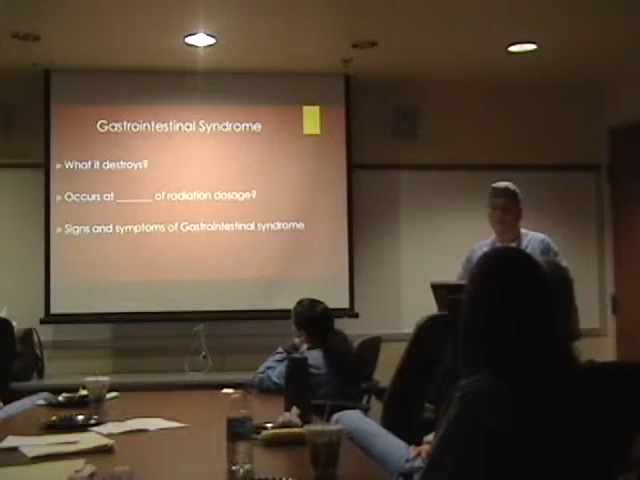 Gastrointestinal Syndrome
What it destroys?
Occurs at ______ of radiation dosage?
Signs and symptoms of Gastrointestinal syndrome